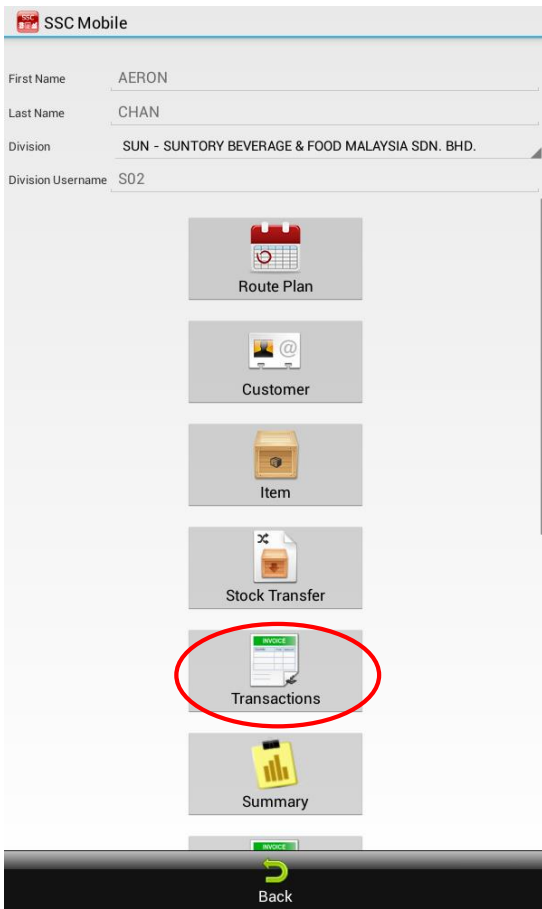 SSC Mobile
First Name AERON
Last Name CHAN
Division SUN - SUNTORY BEVERAGE & FOOD MALAYSIA SDN. BHD.
Division Username S02
Route Plan
@
Customer
Item
Stock Transfer
INVOICE
Transactions
Summary
INVOICE
Back